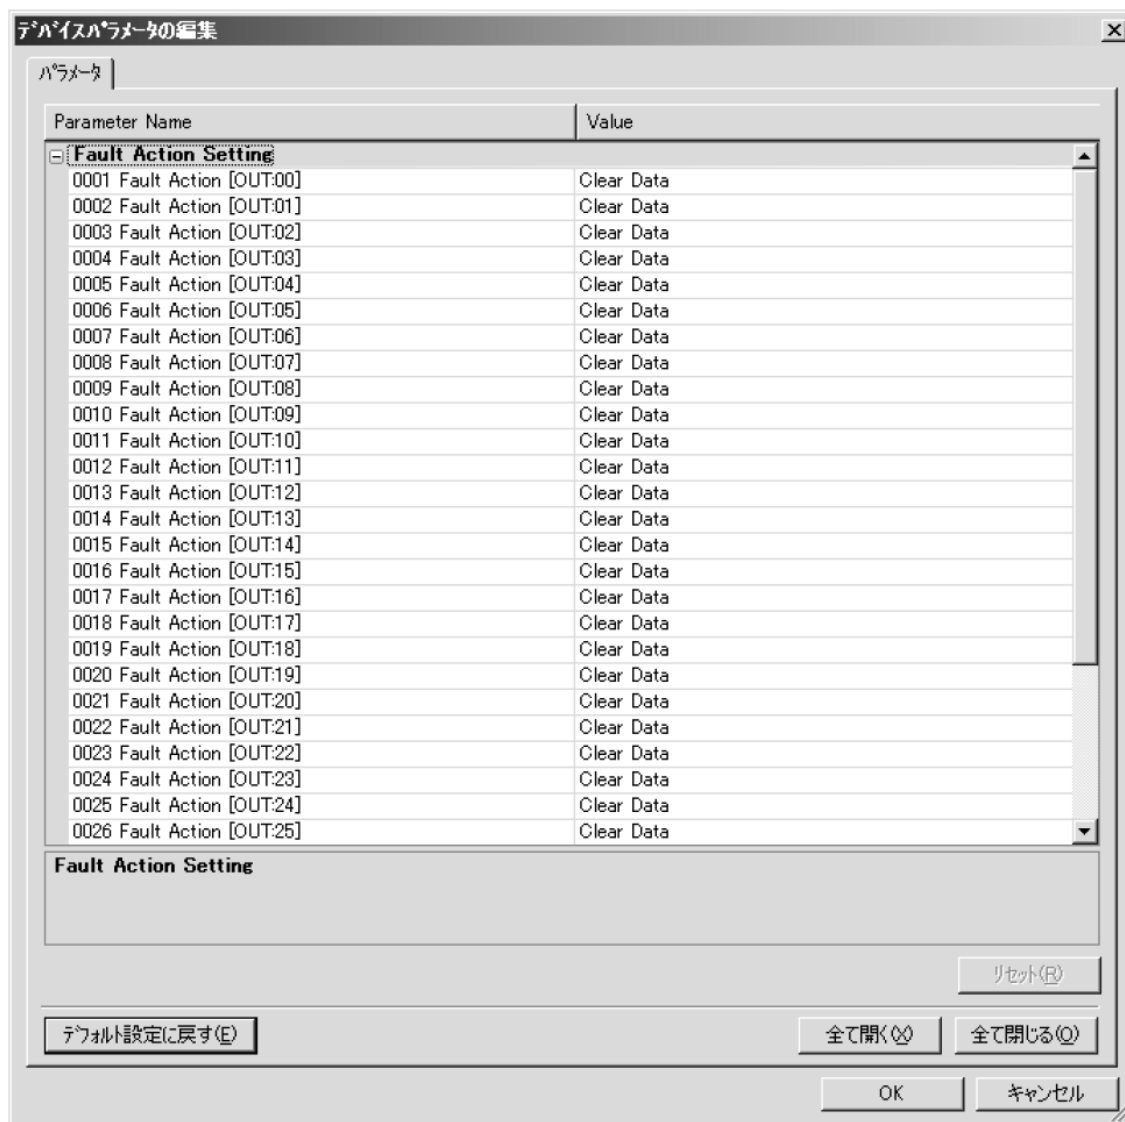 デバイスパラメータの編集
パラメータ
Parameter Name Value
Fault Action Setting
0001 Fault Action [OUT:00] Clear Data
0002 Fault Action [OUT:01] Clear Data
0003 Fault Action [OUT:02] Clear Data
0004 Fault Action [OUT:03] Clear Data
0005 Fault Action [OUT:04] Clear Data
0006 Fault Action [OUT:05] Clear Data
0007 Fault Action [OUT:06] Clear Data
0008 Fault Action [OUT:07] Clear Data
0009 Fault Action [OUT:08] Clear Data
0010 Fault Action [OUT:09] Clear Data
0011 Fault Action [OUT:10] Clear Data
0012 Fault Action [OUT:11] Clear Data
0013 Fault Action [OUT:12] Clear Data
0014 Fault Action [OUT:13] Clear Data
0015 Fault Action [OUT:14] Clear Data
0016 Fault Action [OUT:15] Clear Data
0017 Fault Action [OUT:16] Clear Data
0018 Fault Action [OUT:17] Clear Data
0019 Fault Action [OUT:18] Clear Data
0020 Fault Action [OUT:19] Clear Data
0021 Fault Action [OUT:20] Clear Data
0022 Fault Action [OUT:21] Clear Data
0023 Fault Action [OUT:22] Clear Data
0024 Fault Action [OUT:23] Clear Data
0025 Fault Action [OUT:24] Clear Data
0026 Fault Action [OUT:25] Clear Data
Fault Action Setting
リセット(R)
デフォルト設定に戻す(E) 全て開く(X) 全て閉じる(O)
OK キャンセル